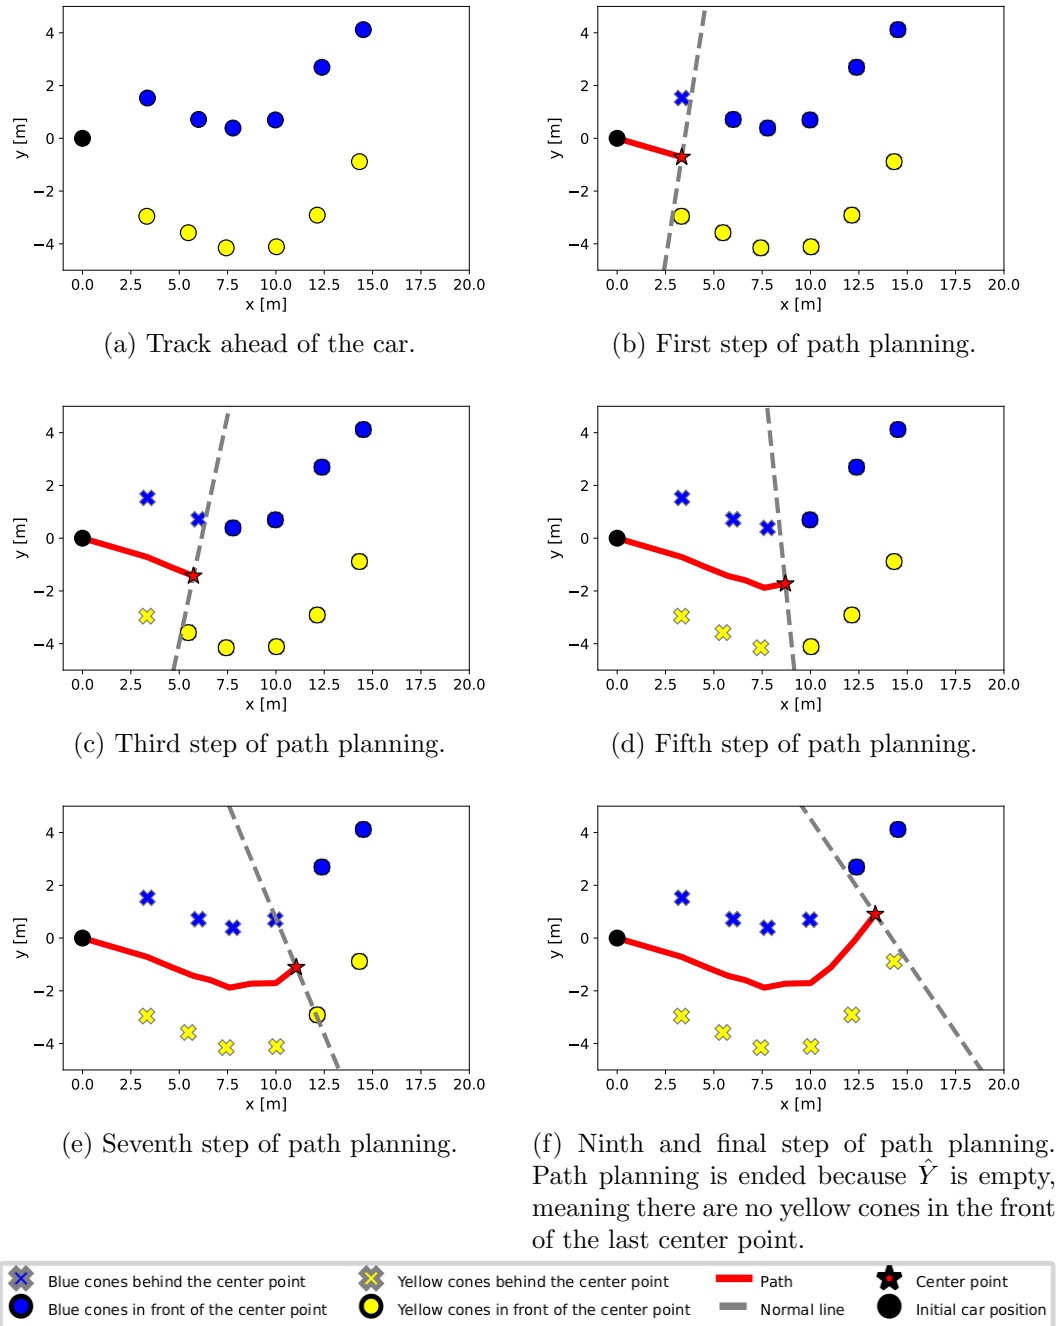 4
2
0
−2
−4
y [m]
0.0 2.5 5.0 7.5 10.0 12.5 15.0 17.5 20.0
x [m]
(a) Track ahead of the car.
4
2
0
−2
−4
y [m]
0.0 2.5 5.0 7.5 10.0 12.5 15.0 17.5 20.0
x [m]
(b) First step of path planning.
4
2
0
−2
−4
y [m]
0.0 2.5 5.0 7.5 10.0 12.5 15.0 17.5 20.0
x [m]
(c) Third step of path planning.
4
2
0
−2
−4
y [m]
0.0 2.5 5.0 7.5 10.0 12.5 15.0 17.5 20.0
x [m]
(d) Fifth step of path planning.
4
2
0
−2
−4
y [m]
0.0 2.5 5.0 7.5 10.0 12.5 15.0 17.5 20.0
x [m]
(e) Seventh step of path planning.
4
2
0
−2
−4
y [m]
0.0 2.5 5.0 7.5 10.0 12.5 15.0 17.5 20.0
x [m]
(f) Ninth and final step of path planning.
Path planning is ended because Ŷ is empty,
meaning there are no yellow cones in the front
of the last center point.
Blue cones behind the center point
Yellow cones behind the center point
Path
Center point
Blue cones in front of the center point
Yellow cones in front of the center point
Normal line
Initial car position